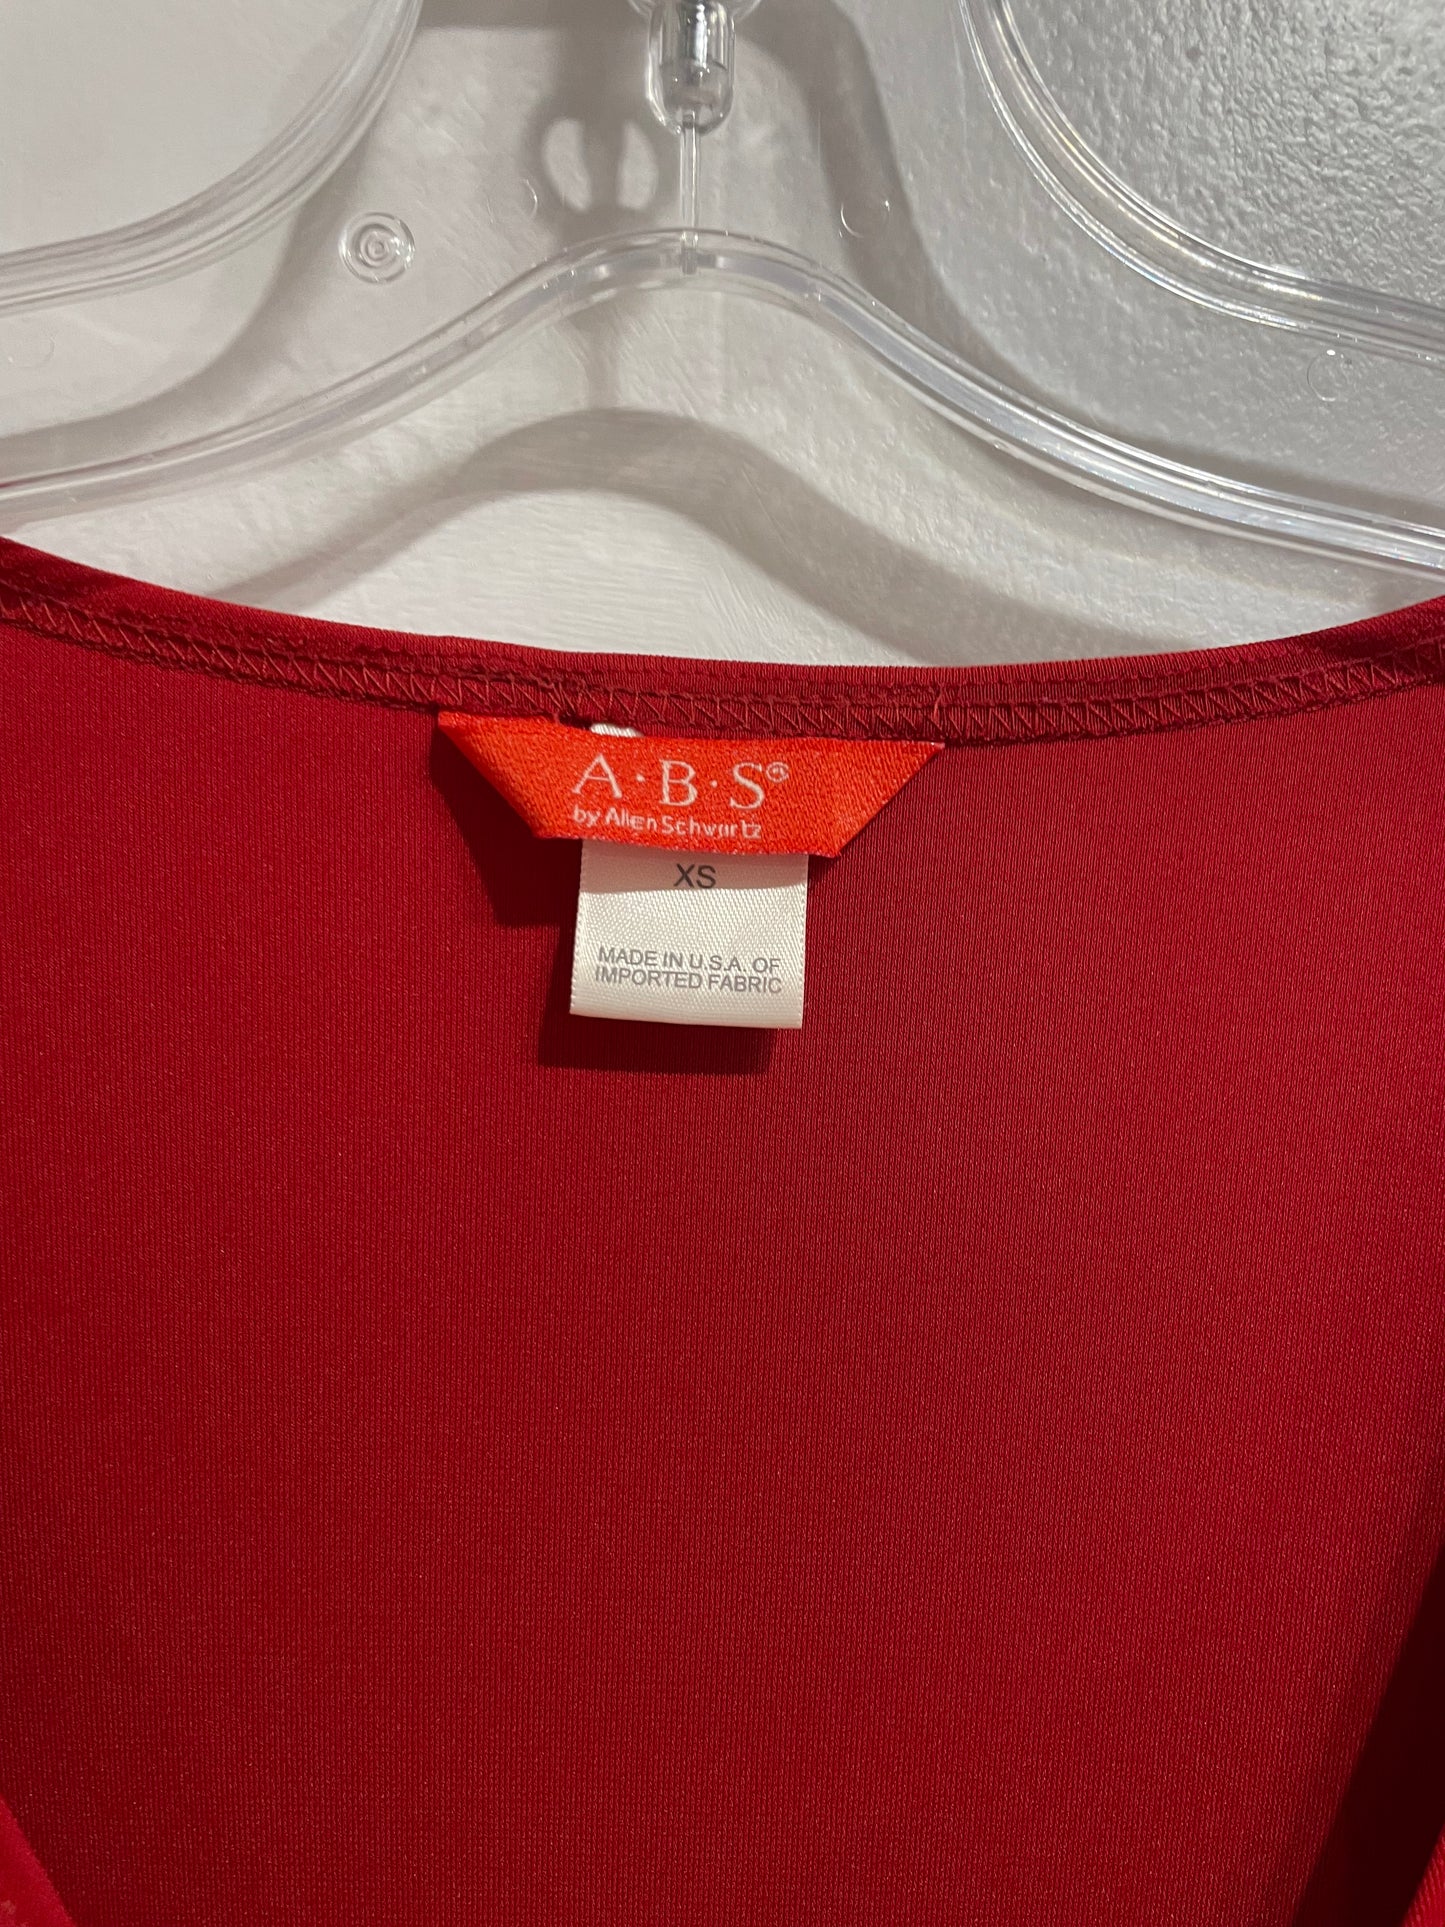 A·B·S®
by Allen Schwartz
XS
MADE IN U.S.A. OF
IMPORTED FABRIC